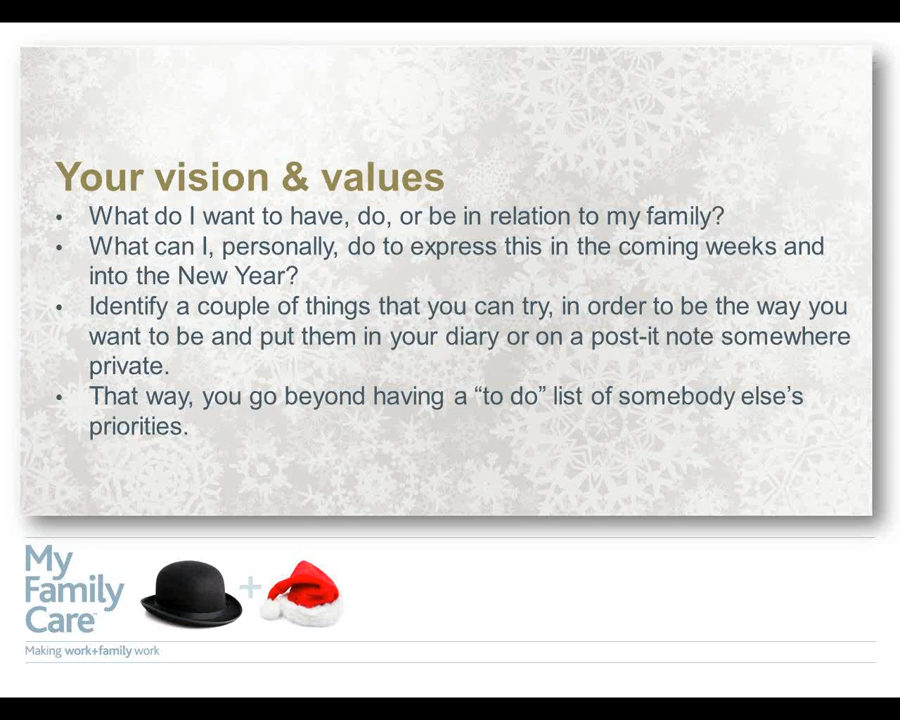 Your vision & values
• What do I want to have, do, or be in relation to my family?
• What can I, personally, do to express this in the coming weeks and
into the New Year?
• Identify a couple of things that you can try, in order to be the way you
want to be and put them in your diary or on a post-it note somewhere
private.
• That way, you go beyond having a “to do” list of somebody else’s
priorities.
My
Family
Care™
+
Making work+family work